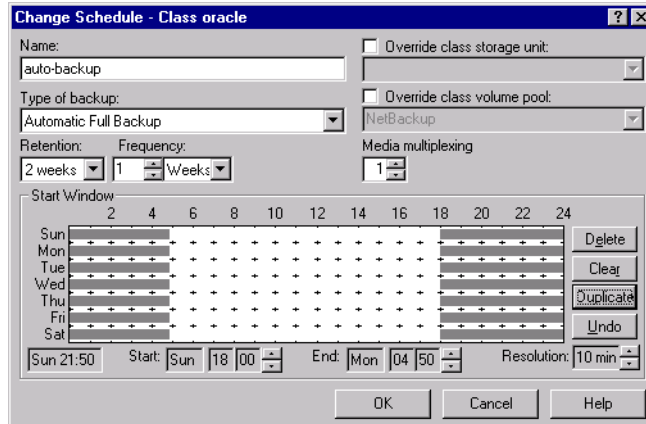 Change Schedule - Class oracle
Name:
auto-backup
Override class storage unit:
Type of backup:
Automatic Full Backup
Override class volume pool:
NetBackup
Retention: Frequency: Media multiplexing
2 weeks 1 Weeks 1
Start Window
2 4 6 8 10 12 14 16 18 20 22 24
Sun
Mon
Tue
Wed
Thu
Fri
Sat
Delete
Clear
Duplicate
Undo
Sun 21:50 Start: Sun 18 00 End: Mon 04 50 Resolution: 10 min
OK Cancel Help